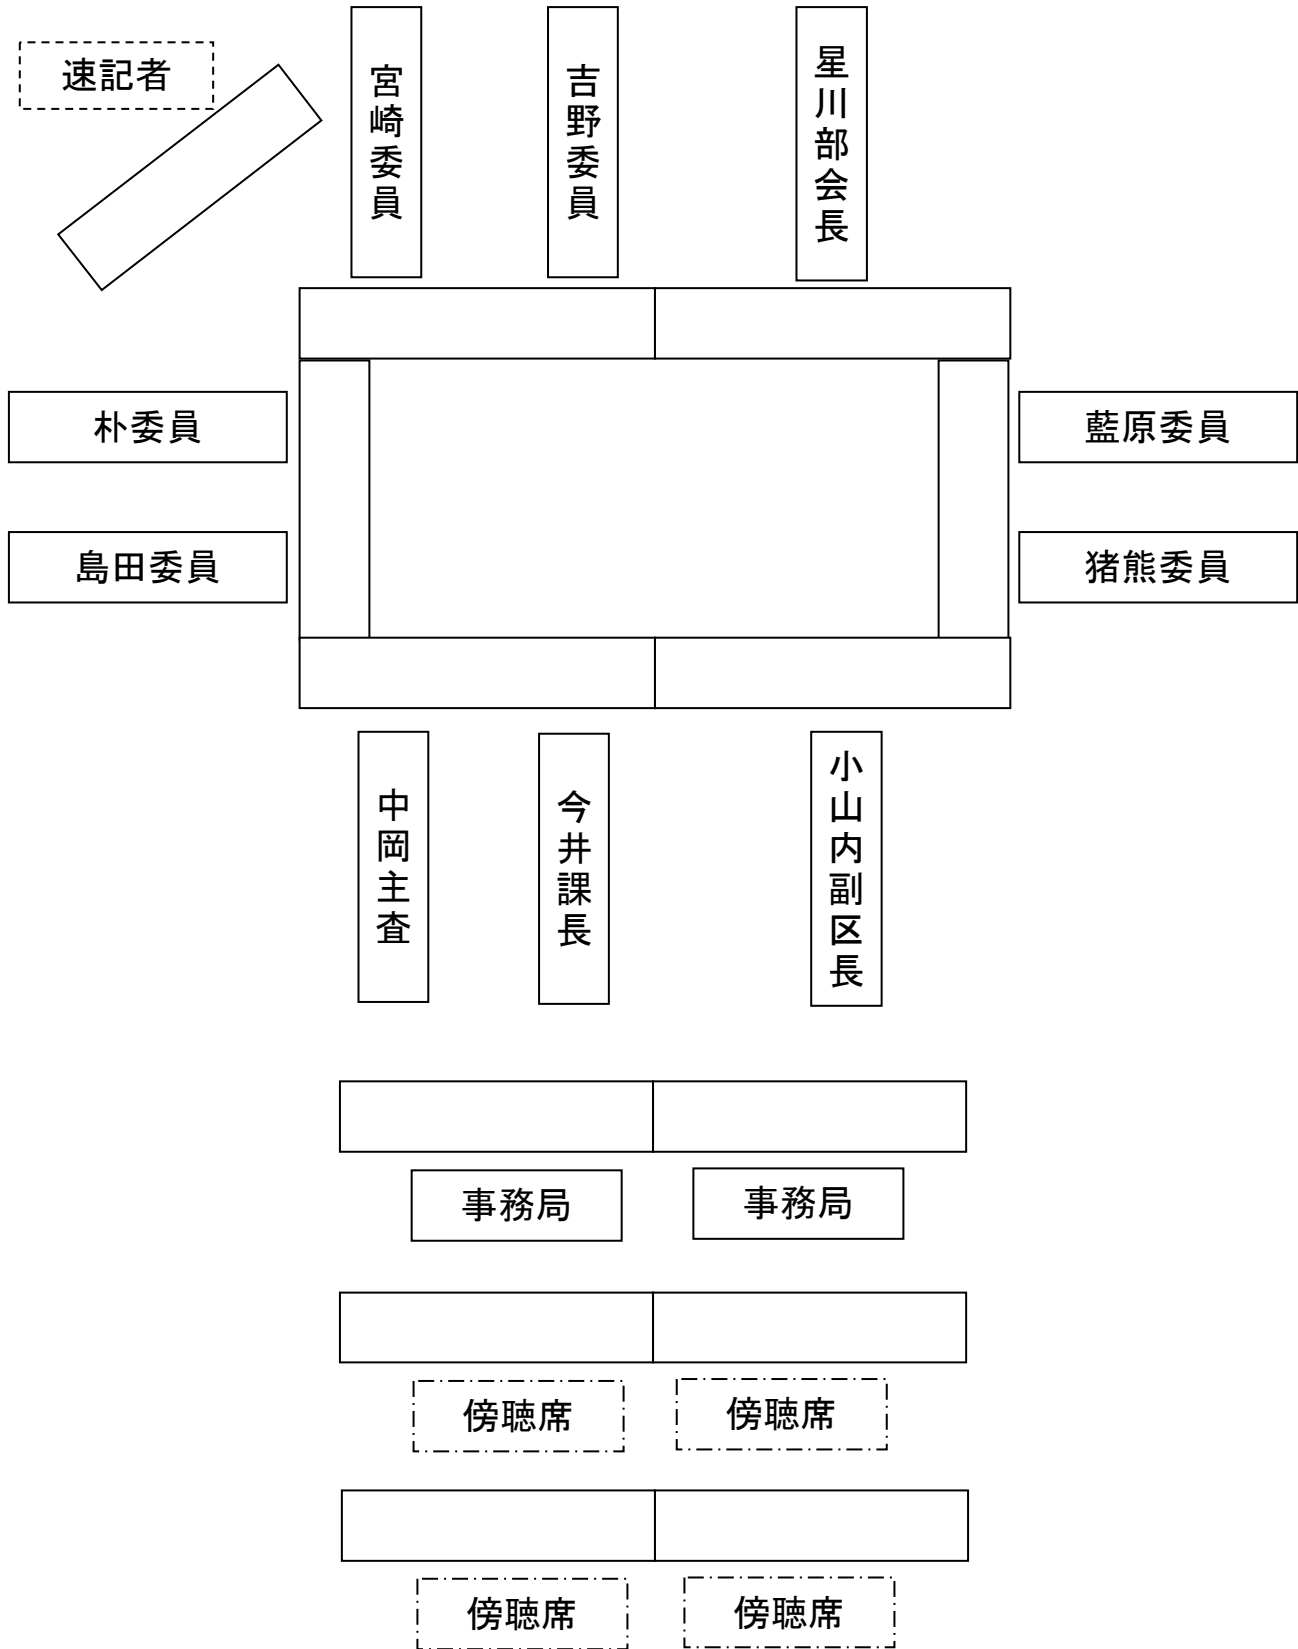 速記者
宮崎委員
吉野委員
星川部会長
朴委員
藍原委員
島田委員
猪熊委員
中岡主査
今井課長
小山内副区長
事務局
事務局
傍聴席
傍聴席
傍聴席
傍聴席